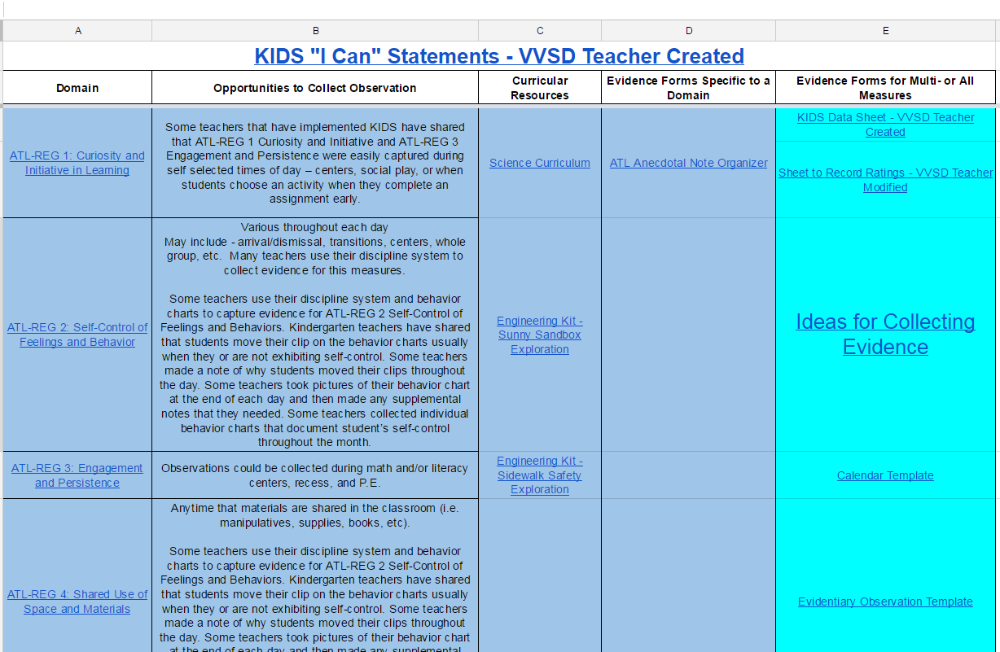 A
B
C
D
E
KIDS "I Can" Statements - VVSD Teacher Created
Domain
Opportunities to Collect Observation
Curricular
Resources
Evidence Forms Specific to a
Domain
Evidence Forms for Multi- or All
Measures
ATL-REG 1: Curiosity and
Initiative in Learning
Some teachers that have implemented KIDS have shared
that ATL-REG 1 Curiosity and Initiative and ATL-REG 3
Engagement and Persistence were easily captured during
self selected times of day – centers, social play, or when
students choose an activity when they complete an
assignment early.
Science Curriculum
ATL Anecdotal Note Organizer
KIDS Data Sheet - VVSD Teacher
Created
Sheet to Record Ratings - VVSD Teacher
Modified
ATL-REG 2: Self-Control of
Feelings and Behavior
Various throughout each day
May include - arrival/dismissal, transitions, centers, whole
group, etc.  Many teachers use their discipline system to
collect evidence for this measures.
Some teachers use their discipline system and behavior
charts to capture evidence for ATL-REG 2 Self-Control of
Feelings and Behaviors. Kindergarten teachers have shared
that students move their clip on the behavior charts usually
when they or are not exhibiting self-control. Some teachers
made a note of why students moved their clips throughout
the day. Some teachers took pictures of their behavior chart
at the end of each day and then made any supplemental
notes that they needed. Some teachers collected individual
behavior charts that document student's self-control
throughout the month.
Engineering Kit -
Sunny Sandbox
Exploration
Ideas for Collecting
Evidence
ATL-REG 3: Engagement
and Persistence
Observations could be collected during math and/or literacy
centers, recess, and P.E.
Engineering Kit -
Sidewalk Safety
Exploration
Calendar Template
ATL-REG 4: Shared Use of
Space and Materials
Anytime that materials are shared in the classroom (i.e.
manipulatives, supplies, books, etc).
Some teachers use their discipline system and behavior
charts to capture evidence for ATL-REG 2 Self-Control of
Feelings and Behaviors. Kindergarten teachers have shared
that students move their clip on the behavior charts usually
when they or are not exhibiting self-control. Some teachers
made a note of why students moved their clips throughout
the day. Some teachers took pictures of their behavior chart
at the end of each day and then made any supplemental
Evidentiary Observation Template